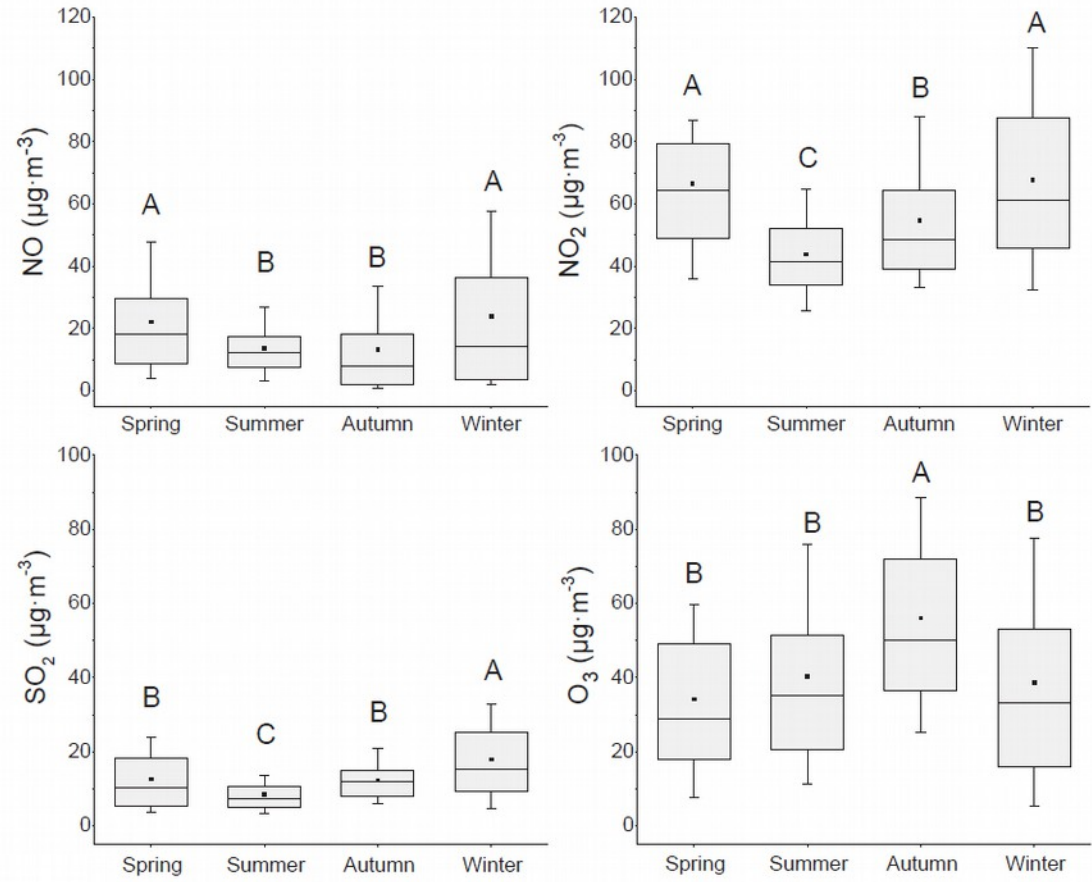 NO (µg·m⁻³)
120
100
80
60
40
20
0
A
B
B
A
Spring Summer Autumn Winter
NO₂ (µg·m⁻³)
120
100
80
60
40
20
0
A
C
B
A
Spring Summer Autumn Winter
SO₂ (µg·m⁻³)
100
80
60
40
20
0
B
C
B
A
Spring Summer Autumn Winter
O₃ (µg·m⁻³)
100
80
60
40
20
0
B
B
A
B
Spring Summer Autumn Winter